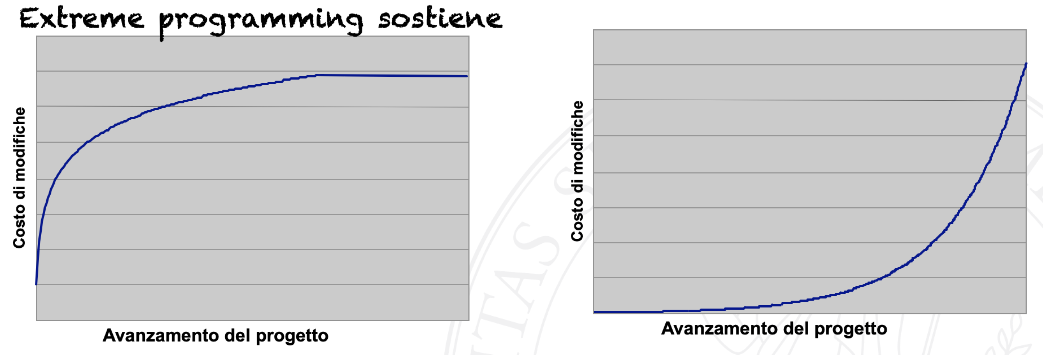 Extreme programming sostiene
Costo di modifiche
Avanzamento del progetto
Costo di modifiche
Avanzamento del progetto